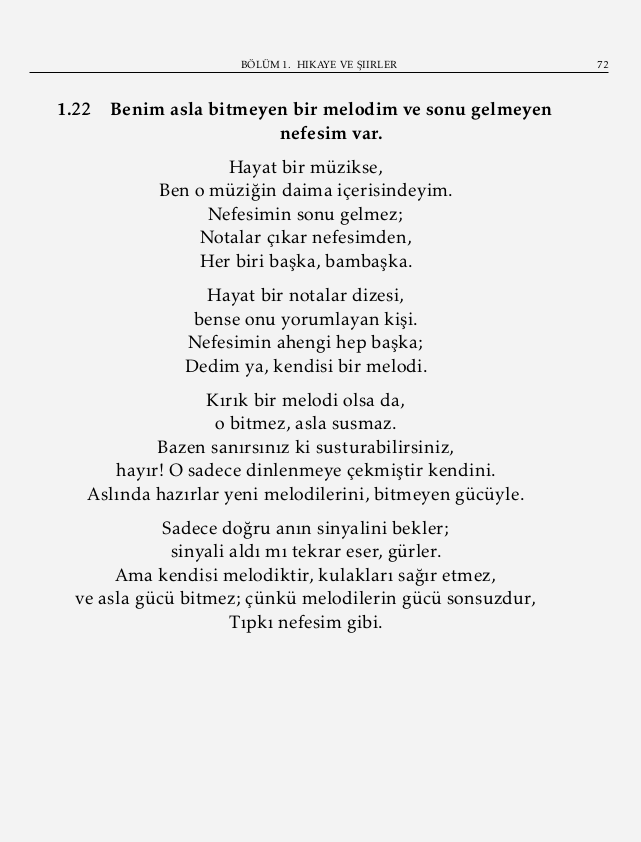 BÖLÜM 1. HIKAYE VE ŞIIRLER 72
1.22 Benim asla bitmeyen bir melodim ve sonu gelmeyen
nefesim var.
Hayat bir müzikse,
Ben o müziğin daima içerisindeyim.
Nefesimin sonu gelmez;
Notalar çıkar nefesimden,
Her biri başka, bambaşka.
Hayat bir notalar dizesi,
bense onu yorumlayan kişi.
Nefesimin ahengi hep başka;
Dedim ya, kendisi bir melodi.
Kırık bir melodi olsa da,
o bitmez, asla susmaz.
Bazen sanırsınız ki susturabilirsiniz,
hayır! O sadece dinlenmeye çekmiştir kendini.
Aslında hazırlar yeni melodilerini, bitmeyen gücüyle.
Sadece doğru anın sinyalini bekler;
sinyali aldı mı tekrar eser, gürler.
Ama kendisi melodiktir, kulakları sağır etmez,
ve asla gücü bitmez; çünkü melodilerin gücü sonsuzdur,
Tıpkı nefesim gibi.